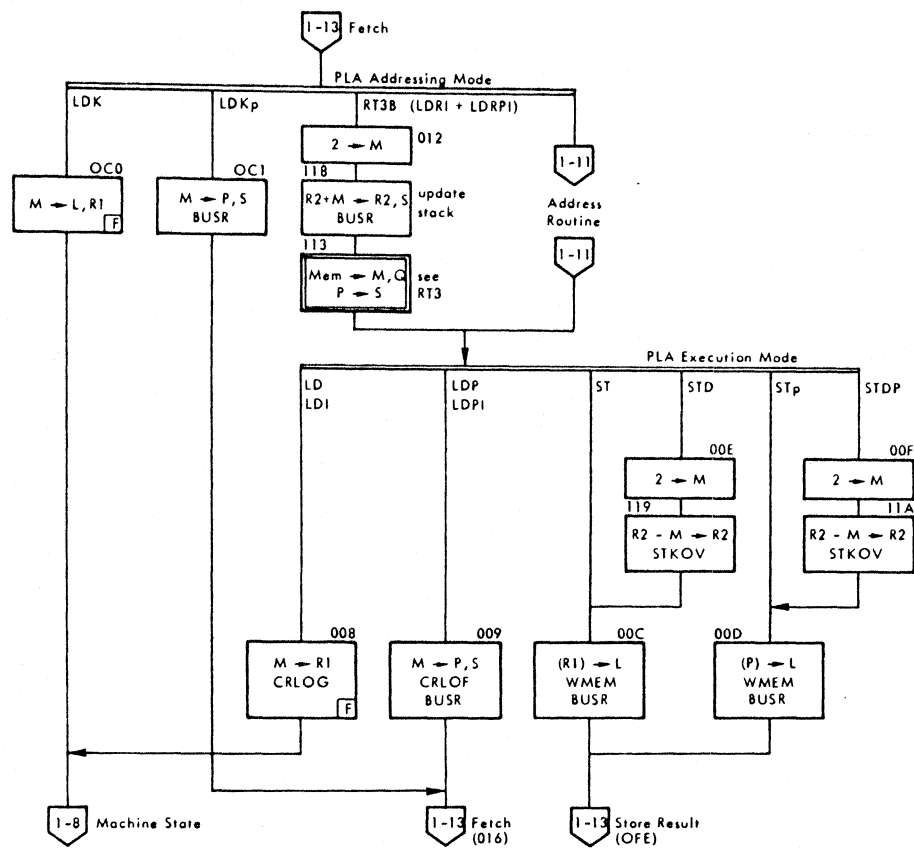 1-13 Fetch
PLA Addressing Mode
LDK
LDKp
RT3B (LDRI + LDRPI)
012
2 → M
0C0
M → L, R1
F
0C1
M → P, S
BUSR
118
R2+M → R2, S
BUSR
update
stack
1-11
Address
Routine
1-11
113
Mem → M, Q
P → S
see
RT3
PLA Execution Mode
LD
LDI
LDP
LDPI
ST
STD
STp
STDP
00E
2 → M
00F
2 → M
119
R2 - M → R2
STKOV
11A
R2 - M → R2
STKOV
008
M → R1
CRLOG
F
009
M → P, S
CRLOF
BUSR
00C
(R1) → L
WMEM
BUSR
00D
(P) → L
WMEM
BUSR
1-8 Machine State
1-13 Fetch
(016)
1-13 Store Result
(0FE)